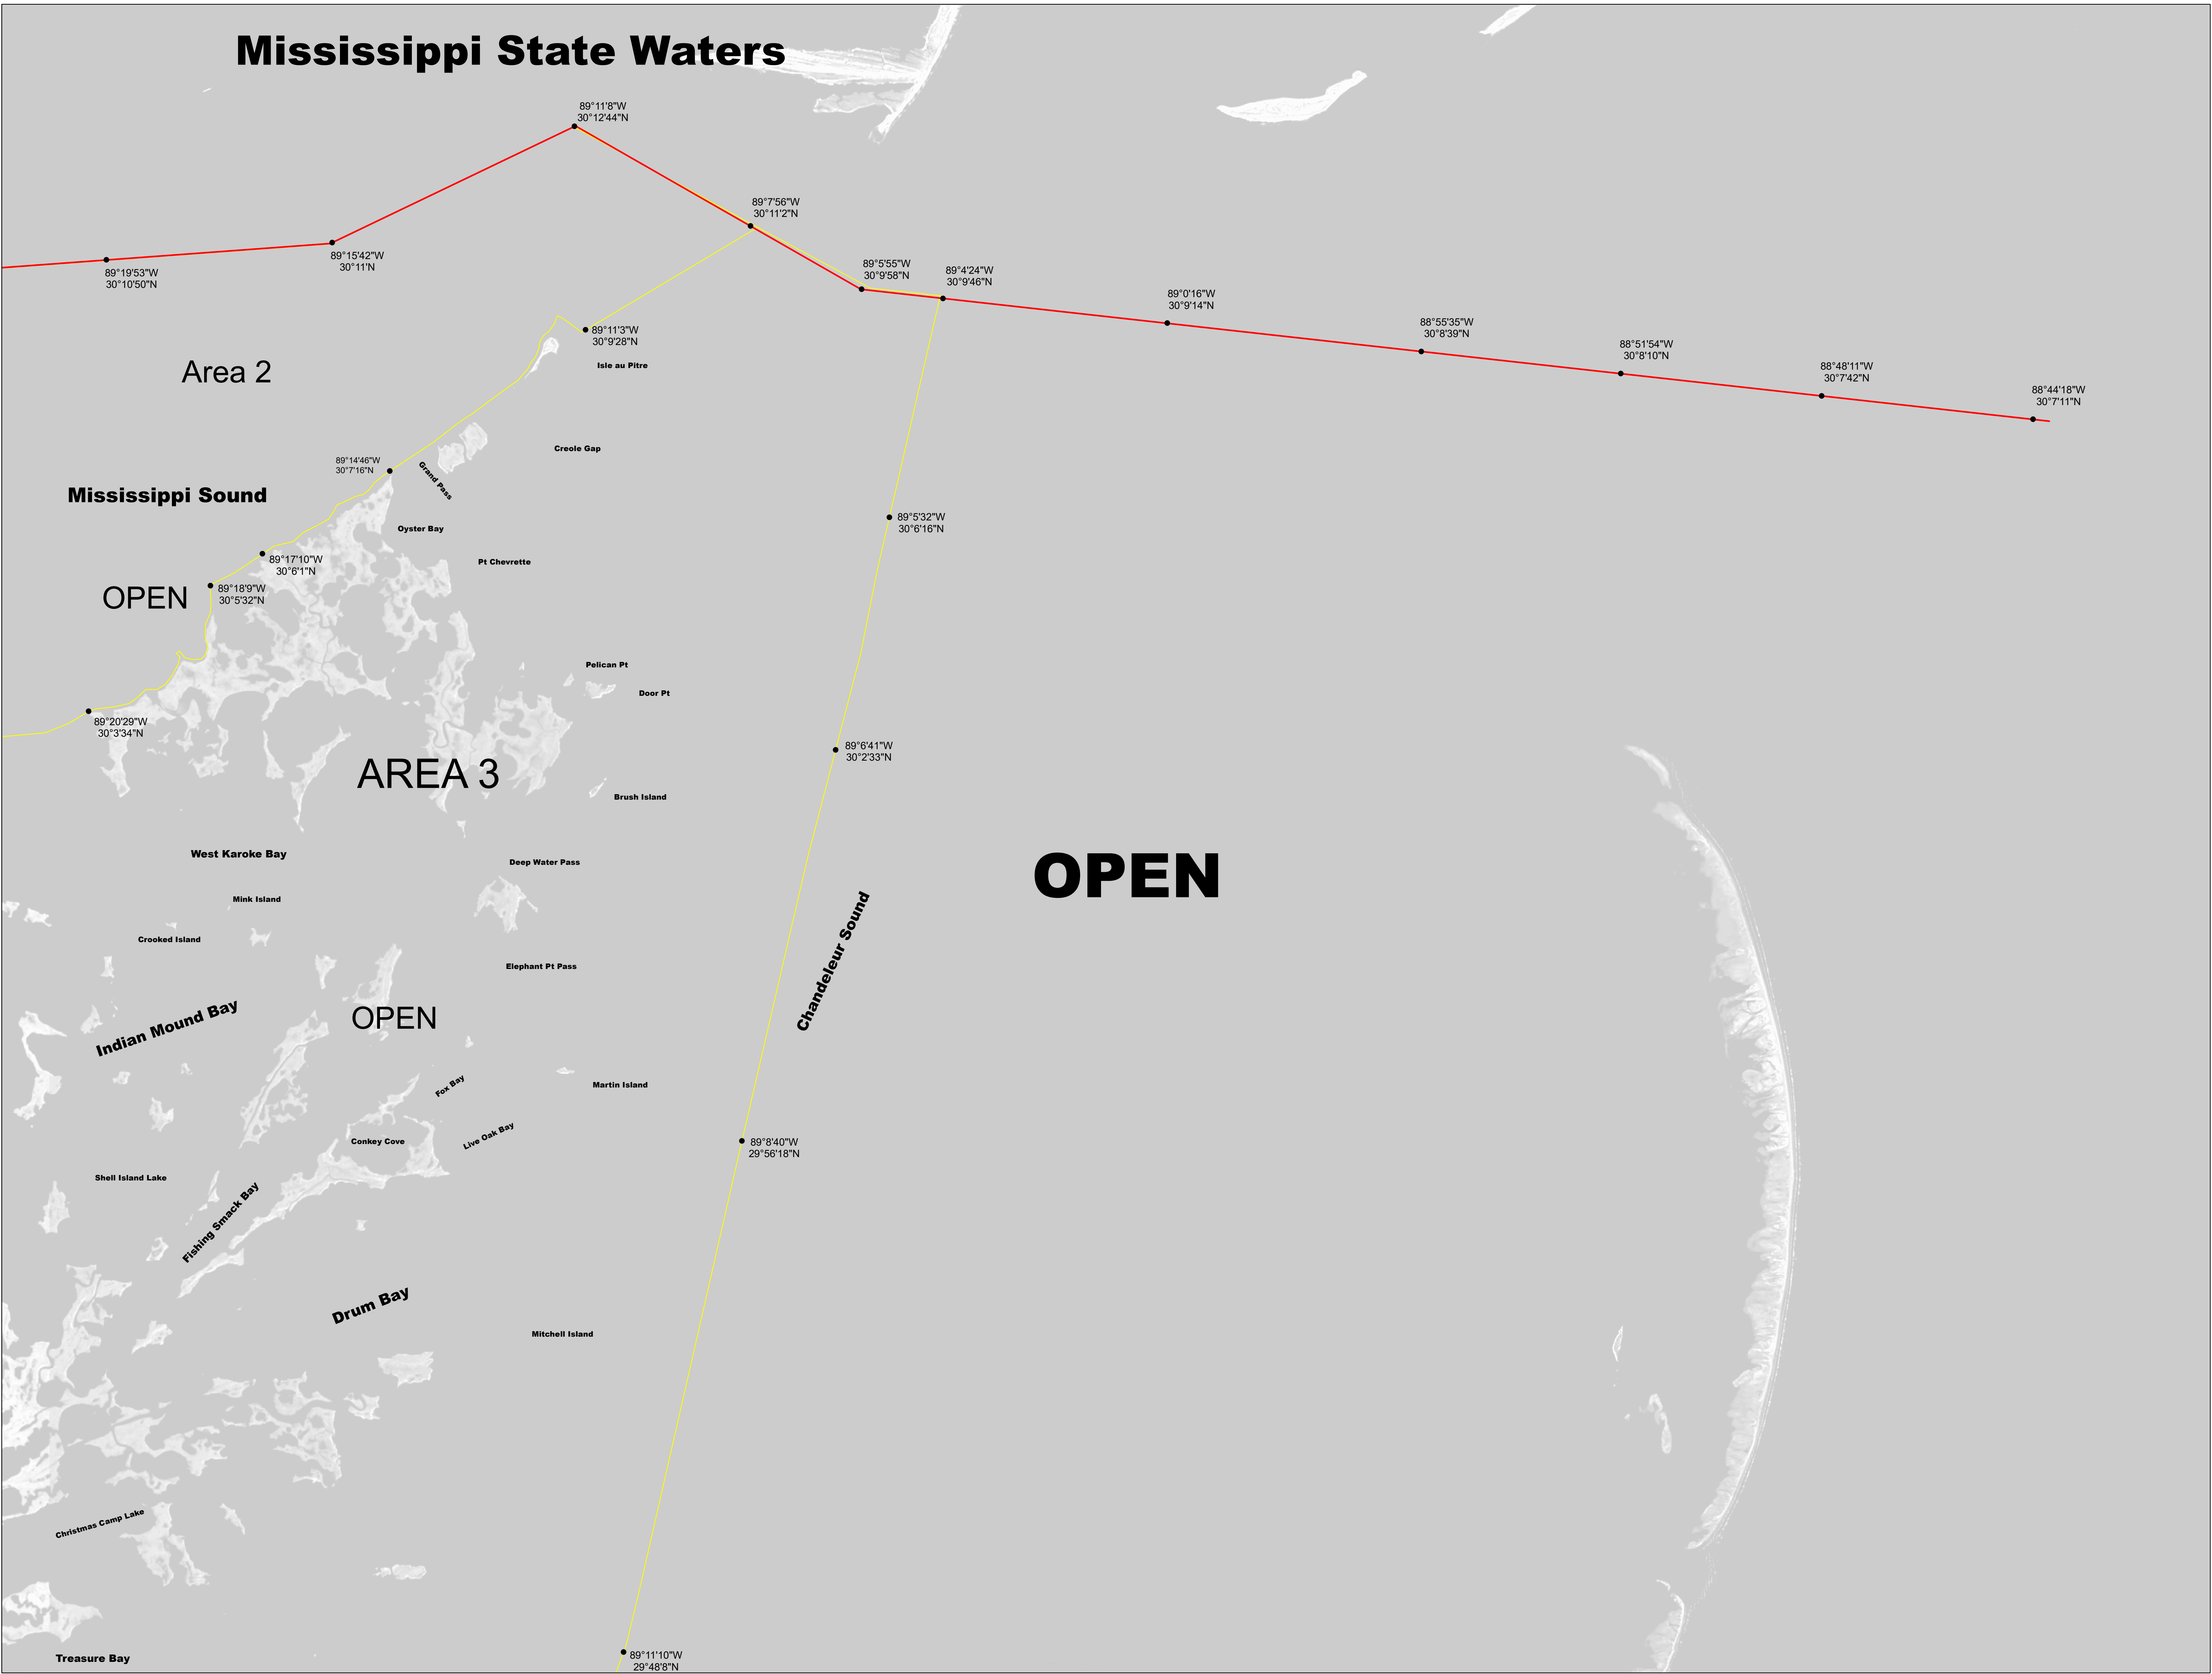 Mississippi State Waters
89°11'8"W
30°12'44"N
89°7'56"W
30°11'2"N
89°15'42"W
30°11'N
89°19'53"W
30°10'50"N
89°5'55"W
30°9'58"N
89°4'24"W
30°9'46"N
89°0'16"W
30°9'14"N
88°55'35"W
30°8'39"N
88°51'54"W
30°8'10"N
88°48'11"W
30°7'42"N
88°44'18"W
30°7'11"N
89°11'3"W
30°9'28"N
Isle au Pitre
Area 2
Creole Gap
89°14'46"W
30°7'16"N
Grand Pass
Mississippi Sound
Oyster Bay
89°5'32"W
30°6'16"N
Pt Chevrette
89°17'10"W
30°6'1"N
OPEN
89°18'9"W
30°5'32"N
Pelican Pt
Door Pt
89°20'29"W
30°3'34"N
89°6'41"W
30°2'33"N
AREA 3
Brush Island
West Karoke Bay
Deep Water Pass
OPEN
Mink Island
Crooked Island
Chandeleur Sound
Elephant Pt Pass
Indian Mound Bay
OPEN
Fox Bay
Martin Island
Live Oak Bay
Conkey Cove
89°8'40"W
29°56'18"N
Shell Island Lake
Fishing Smack Bay
Drum Bay
Mitchell Island
Christmas Camp Lake
Treasure Bay
89°11'10"W
29°48'8"N